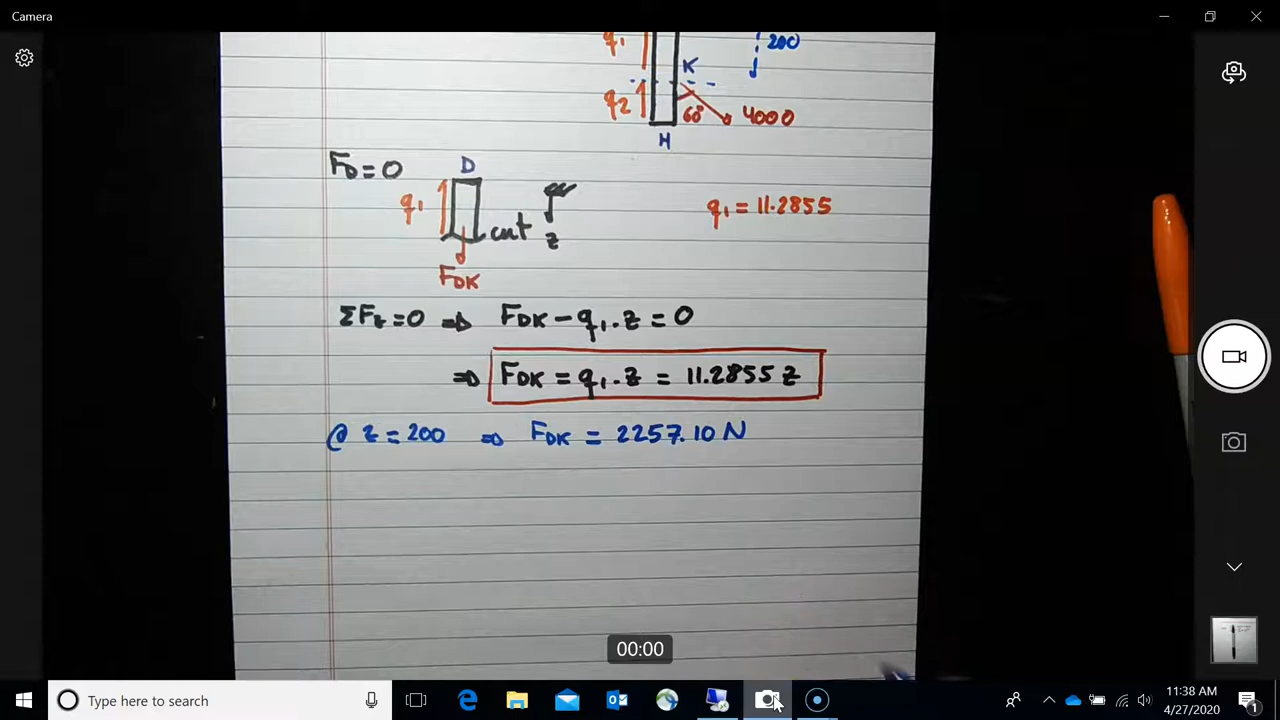 Camera
q1
200
K
q2
60°
4000
H
FD=0
D
q1
cut
z
FDK
q1 = 11.2855
ΣFz=0 ⇒ FDK - q1.z = 0
⇒ FDK = q1.z = 11.2855 z
@ z = 200 ⇒ FDK = 2257.10 N
00:00
Type here to search
11:38 AM
4/27/2020
1